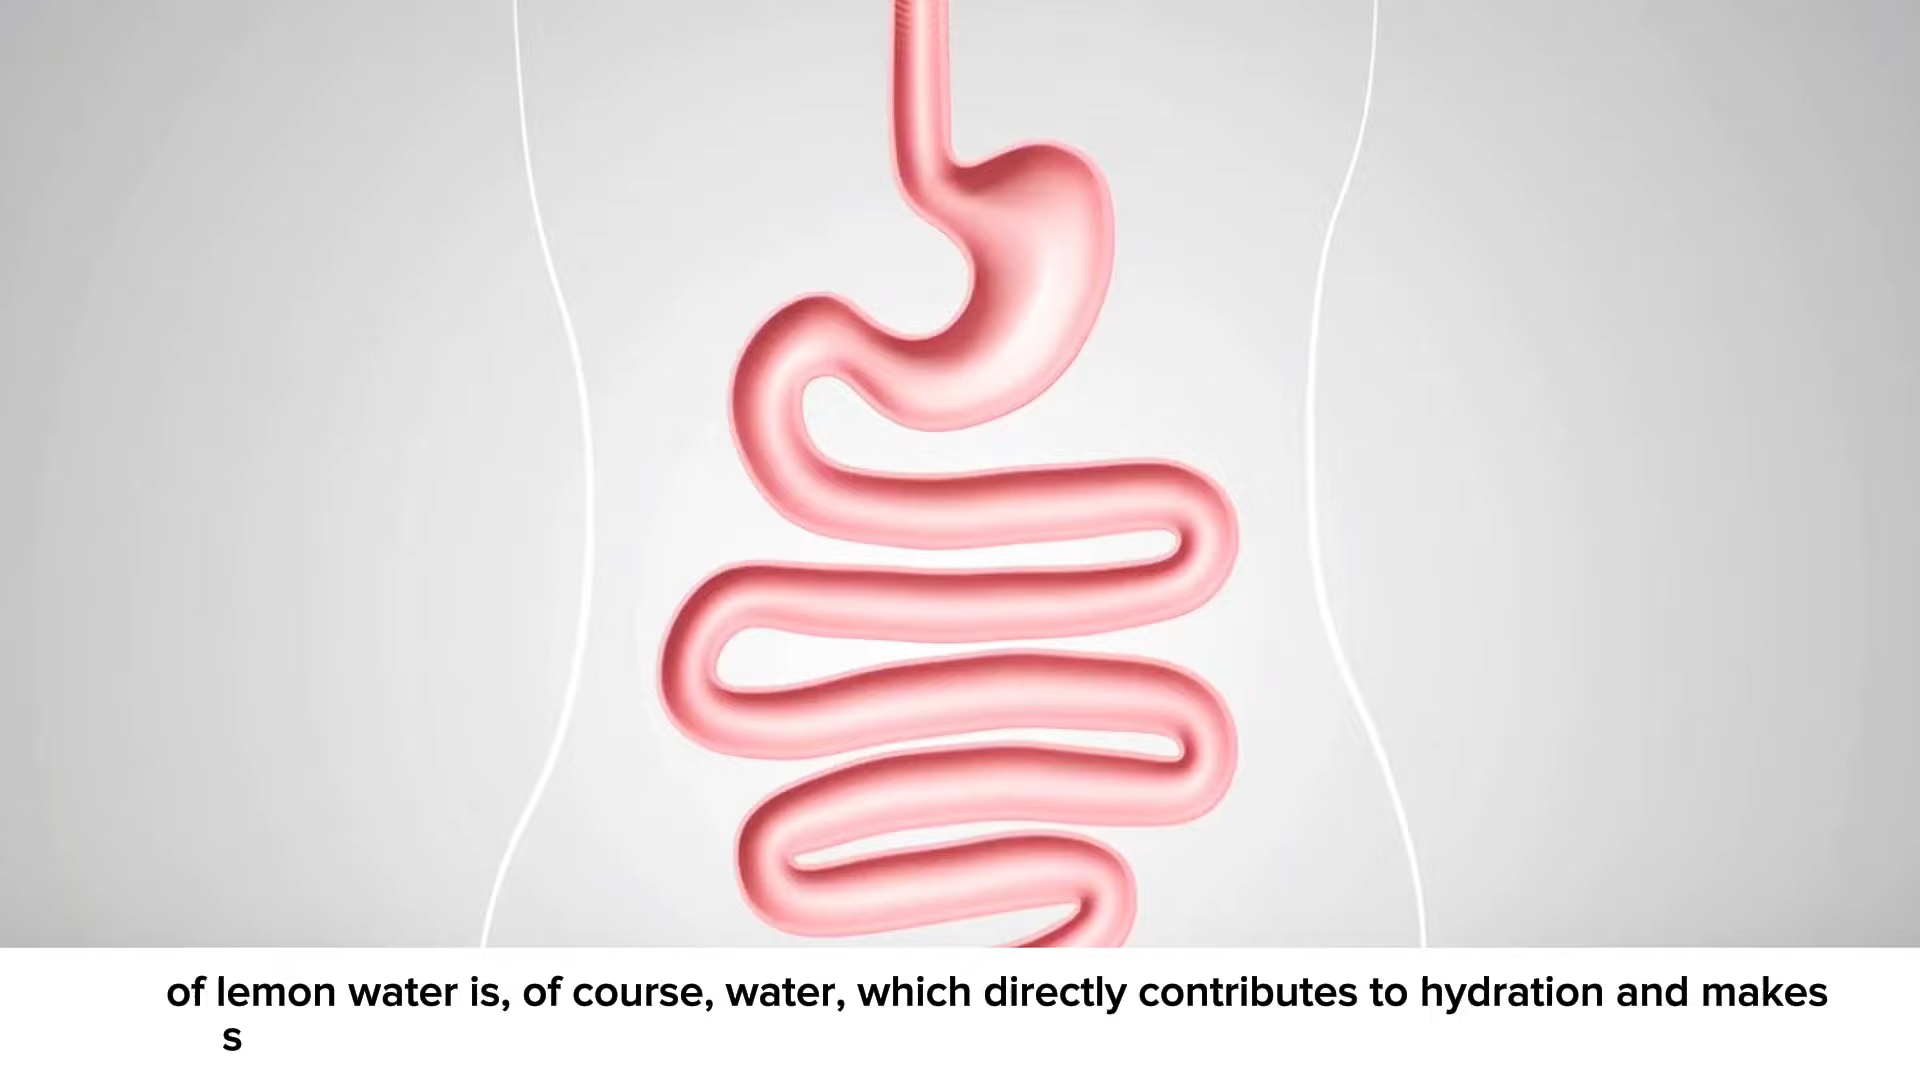 of lemon water is, of course, water, which directly contributes to hydration and makes
s